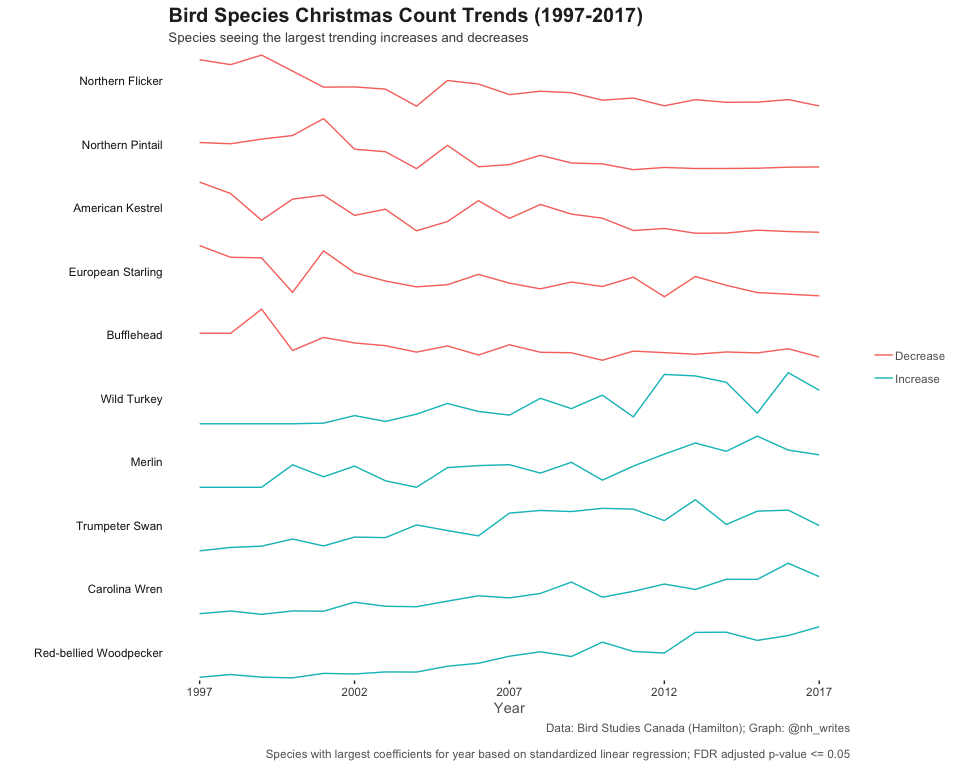 Bird Species Christmas Count Trends (1997-2017)
Species seeing the largest trending increases and decreases
Northern Flicker
Northern Pintail
American Kestrel
European Starling
Bufflehead
Wild Turkey
Merlin
Trumpeter Swan
Carolina Wren
Red-bellied Woodpecker
Decrease
Increase
1997 2002 2007 2012 2017
Year
Data: Bird Studies Canada (Hamilton); Graph: @nh_writes
Species with largest coefficients for year based on standardized linear regression; FDR adjusted p-value <= 0.05